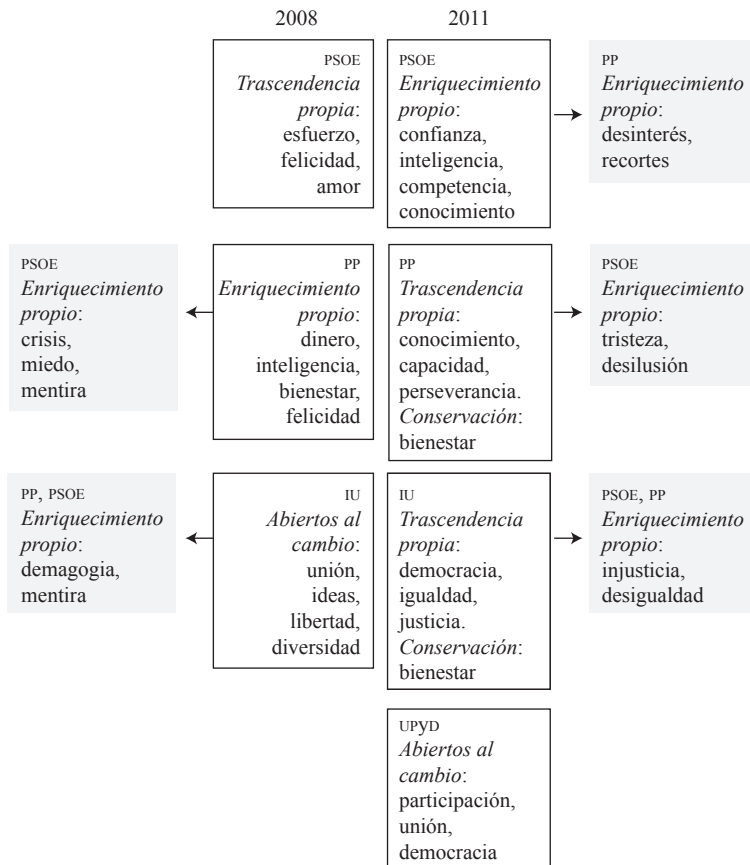 2008
2011
PSOE
Trascendencia
propia:
esfuerzo,
felicidad,
amor
PSOE
Enriquecimiento
propio:
confianza,
inteligencia,
competencia,
conocimiento
PP
Enriquecimiento
propio:
desinterés,
recortes
PSOE
Enriquecimiento
propio:
crisis,
miedo,
mentira
PP
Enriquecimiento
propio:
dinero,
inteligencia,
bienestar,
felicidad
PP
Trascendencia
propia:
conocimiento,
capacidad,
perseverancia.
Conservación:
bienestar
PSOE
Enriquecimiento
propio:
tristeza,
desilusión
PP, PSOE
Enriquecimiento
propio:
demagogia,
mentira
IU
Abiertos al
cambio:
unión,
ideas,
libertad,
diversidad
IU
Trascendencia
propia:
democracia,
igualdad,
justicia.
Conservación:
bienestar
PSOE, PP
Enriquecimiento
propio:
injusticia,
desigualdad
UPyD
Abiertos al
cambio:
participación,
unión,
democracia